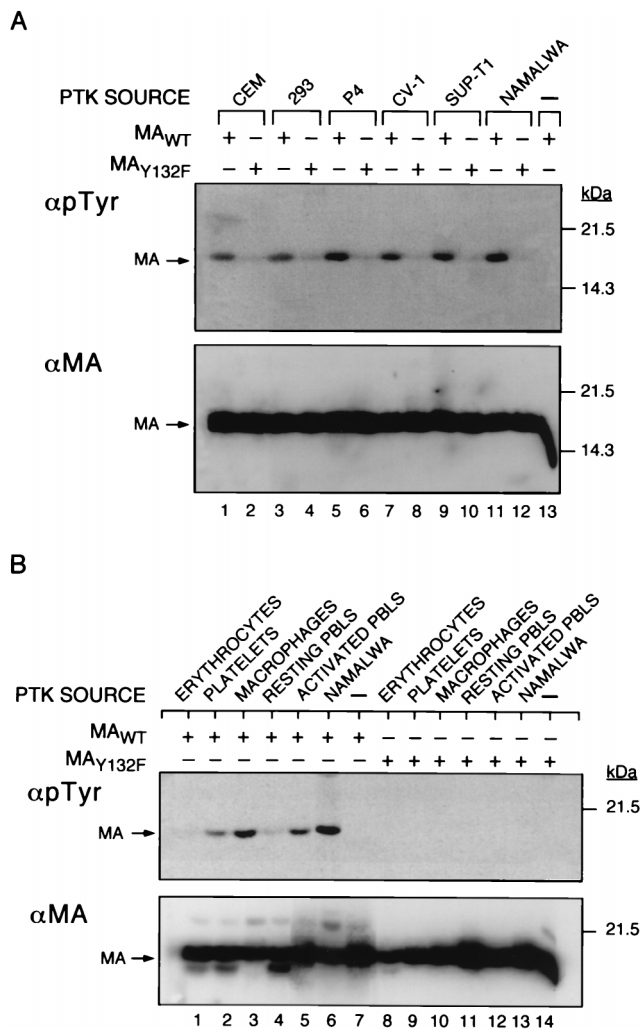 A
PTK SOURCE CEM 293 P4 CV-1 SUP-T1 NAMALWA –
MAWT + – + – + – + – + – + – +
MAY132F – + – + – + – + – + – + –
αpTyr kDa
21.5
MA →
14.3
αMA
21.5
MA →
14.3
1 2 3 4 5 6 7 8 9 10 11 12 13
B
PTK SOURCE ERYTHROCYTES PLATELETS MACROPHAGES RESTING PBLS ACTIVATED PBLS NAMALWA – ERYTHROCYTES PLATELETS MACROPHAGES RESTING PBLS ACTIVATED PBLS NAMALWA –
MAWT + + + + + + + – – – – – – –
MAY132F – – – – – – – + + + + + + +
αpTyr kDa
21.5
MA →
αMA
21.5
MA →
1 2 3 4 5 6 7 8 9 10 11 12 13 14